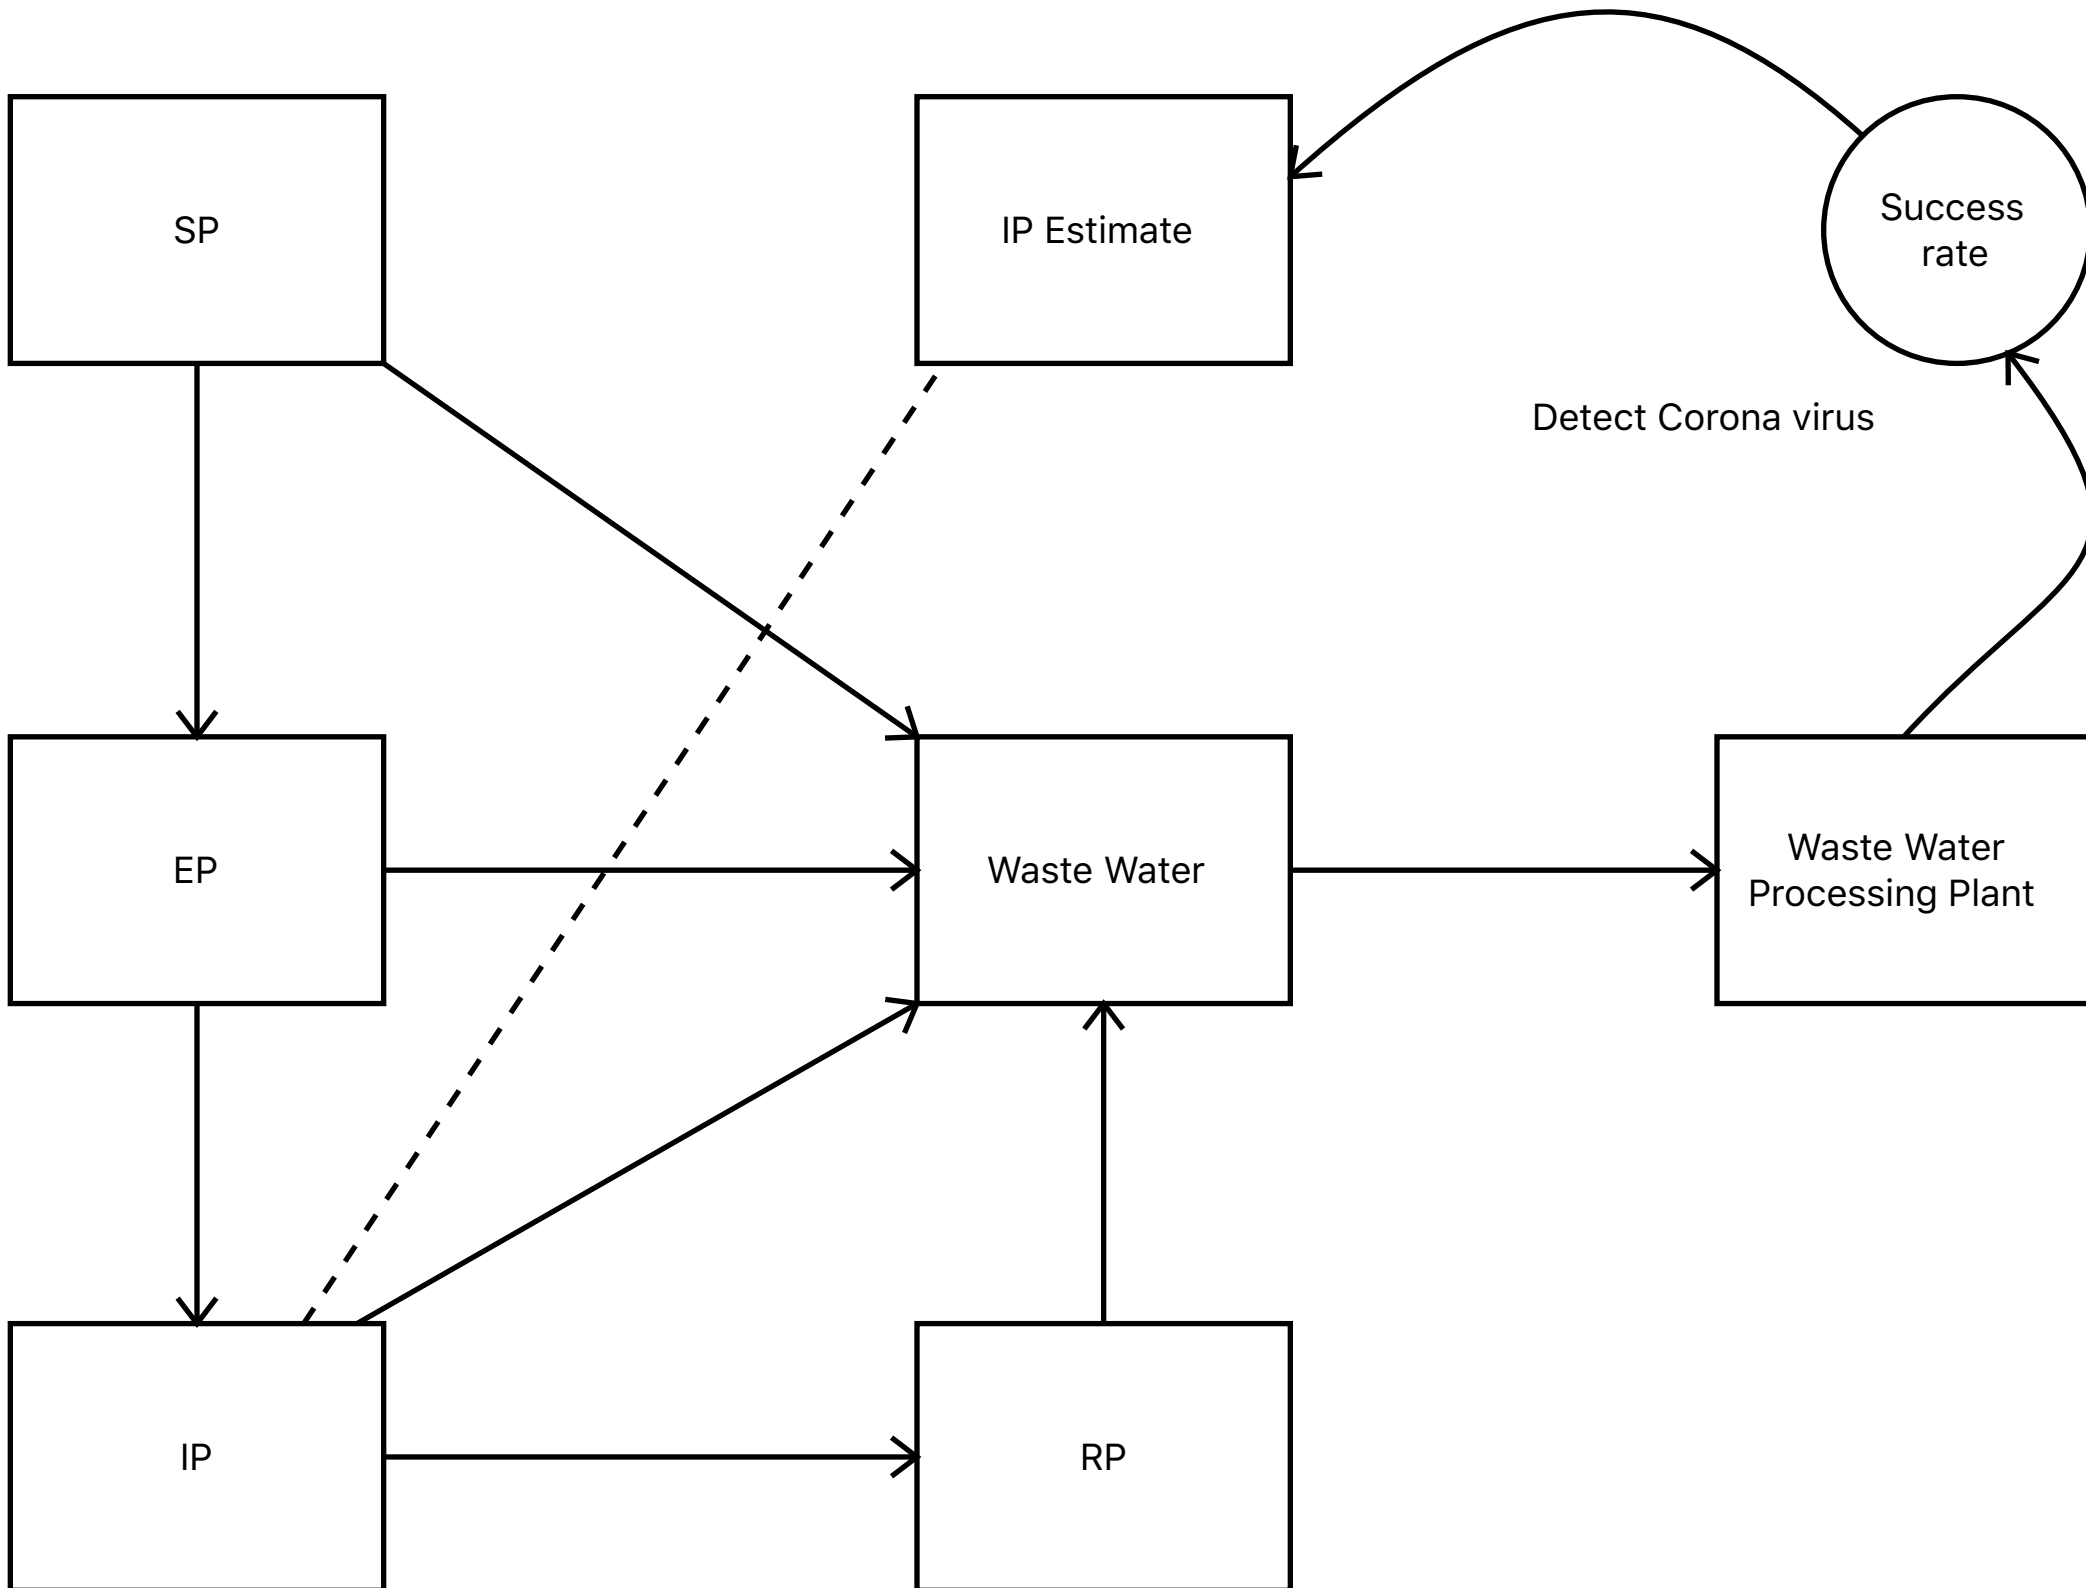 SP
IP Estimate
Success
rate
Detect Corona virus
EP
Waste Water
Waste Water
Processing Plant
IP
RP